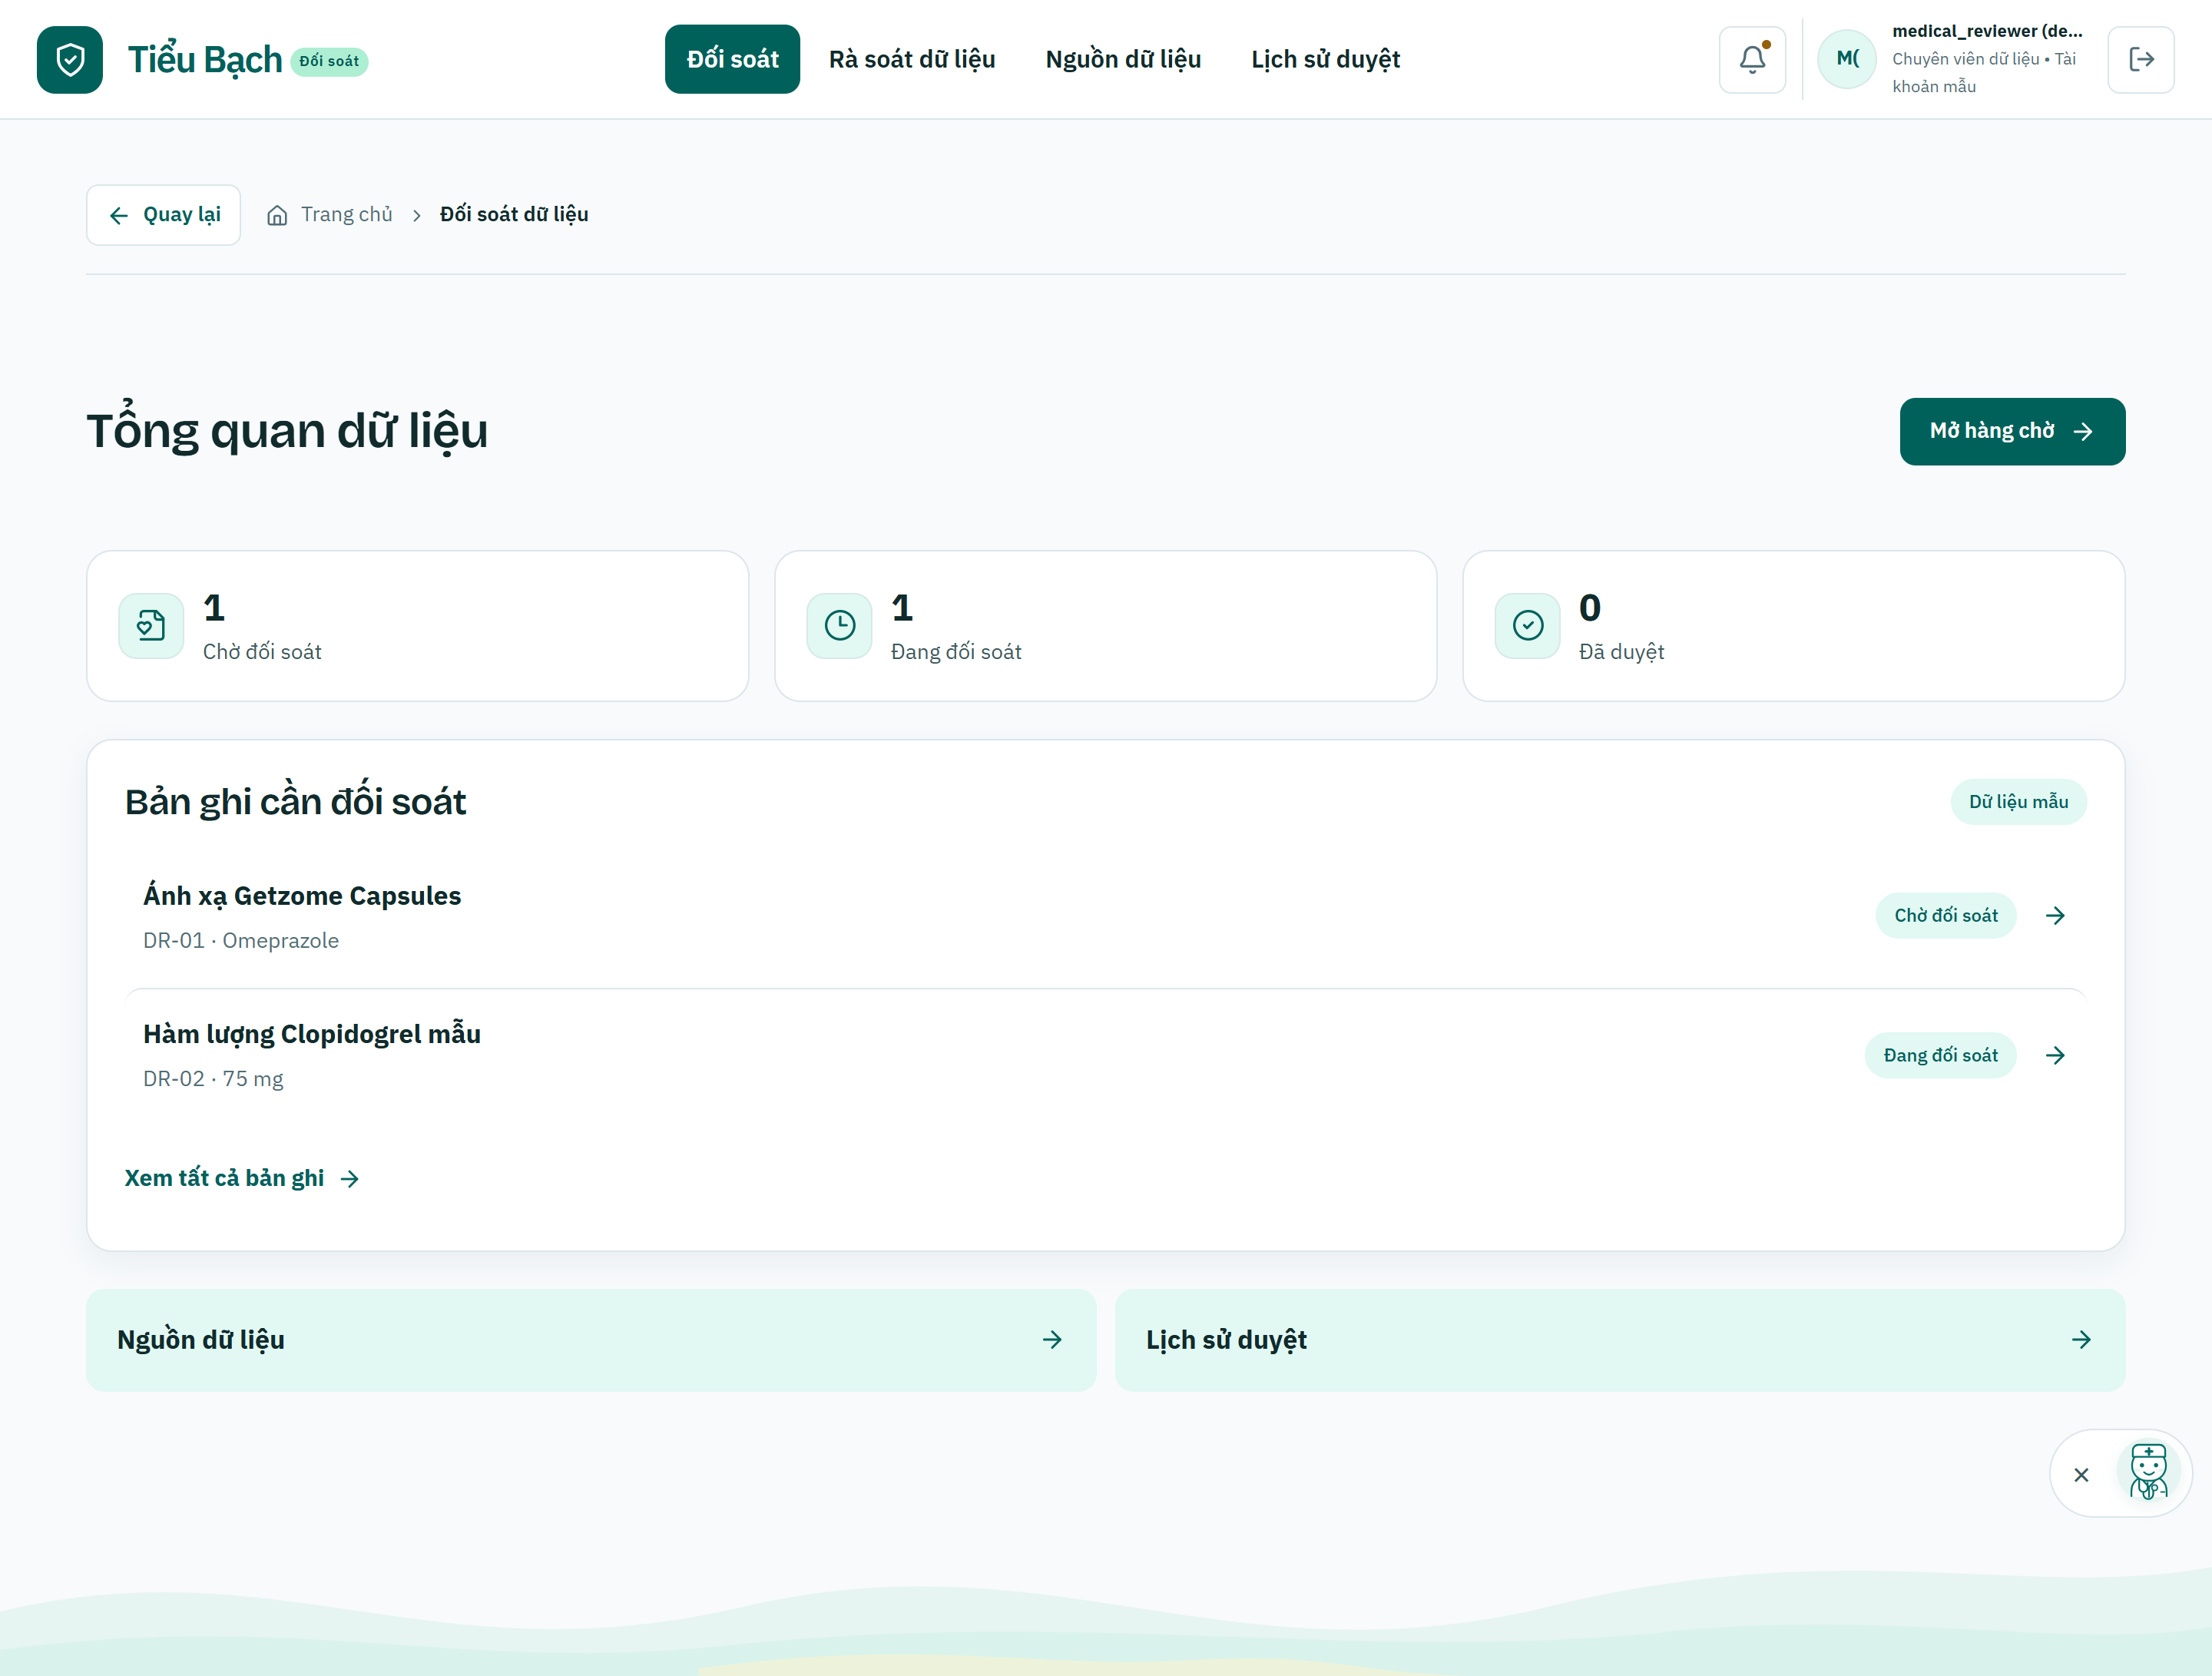 Tiểu Bạch Đối soát
Đối soát
Rà soát dữ liệu
Nguồn dữ liệu
Lịch sử duyệt
M(
medical_reviewer (de...
Chuyên viên dữ liệu • Tài
khoản mẫu
Quay lại
Trang chủ
Đối soát dữ liệu
Tổng quan dữ liệu
Mở hàng chờ
1
Chờ đối soát
1
Đang đối soát
0
Đã duyệt
Bản ghi cần đối soát
Dữ liệu mẫu
Ánh xạ Getzome Capsules
DR-01 · Omeprazole
Chờ đối soát
Hàm lượng Clopidogrel mẫu
DR-02 · 75 mg
Đang đối soát
Xem tất cả bản ghi
Nguồn dữ liệu
Lịch sử duyệt